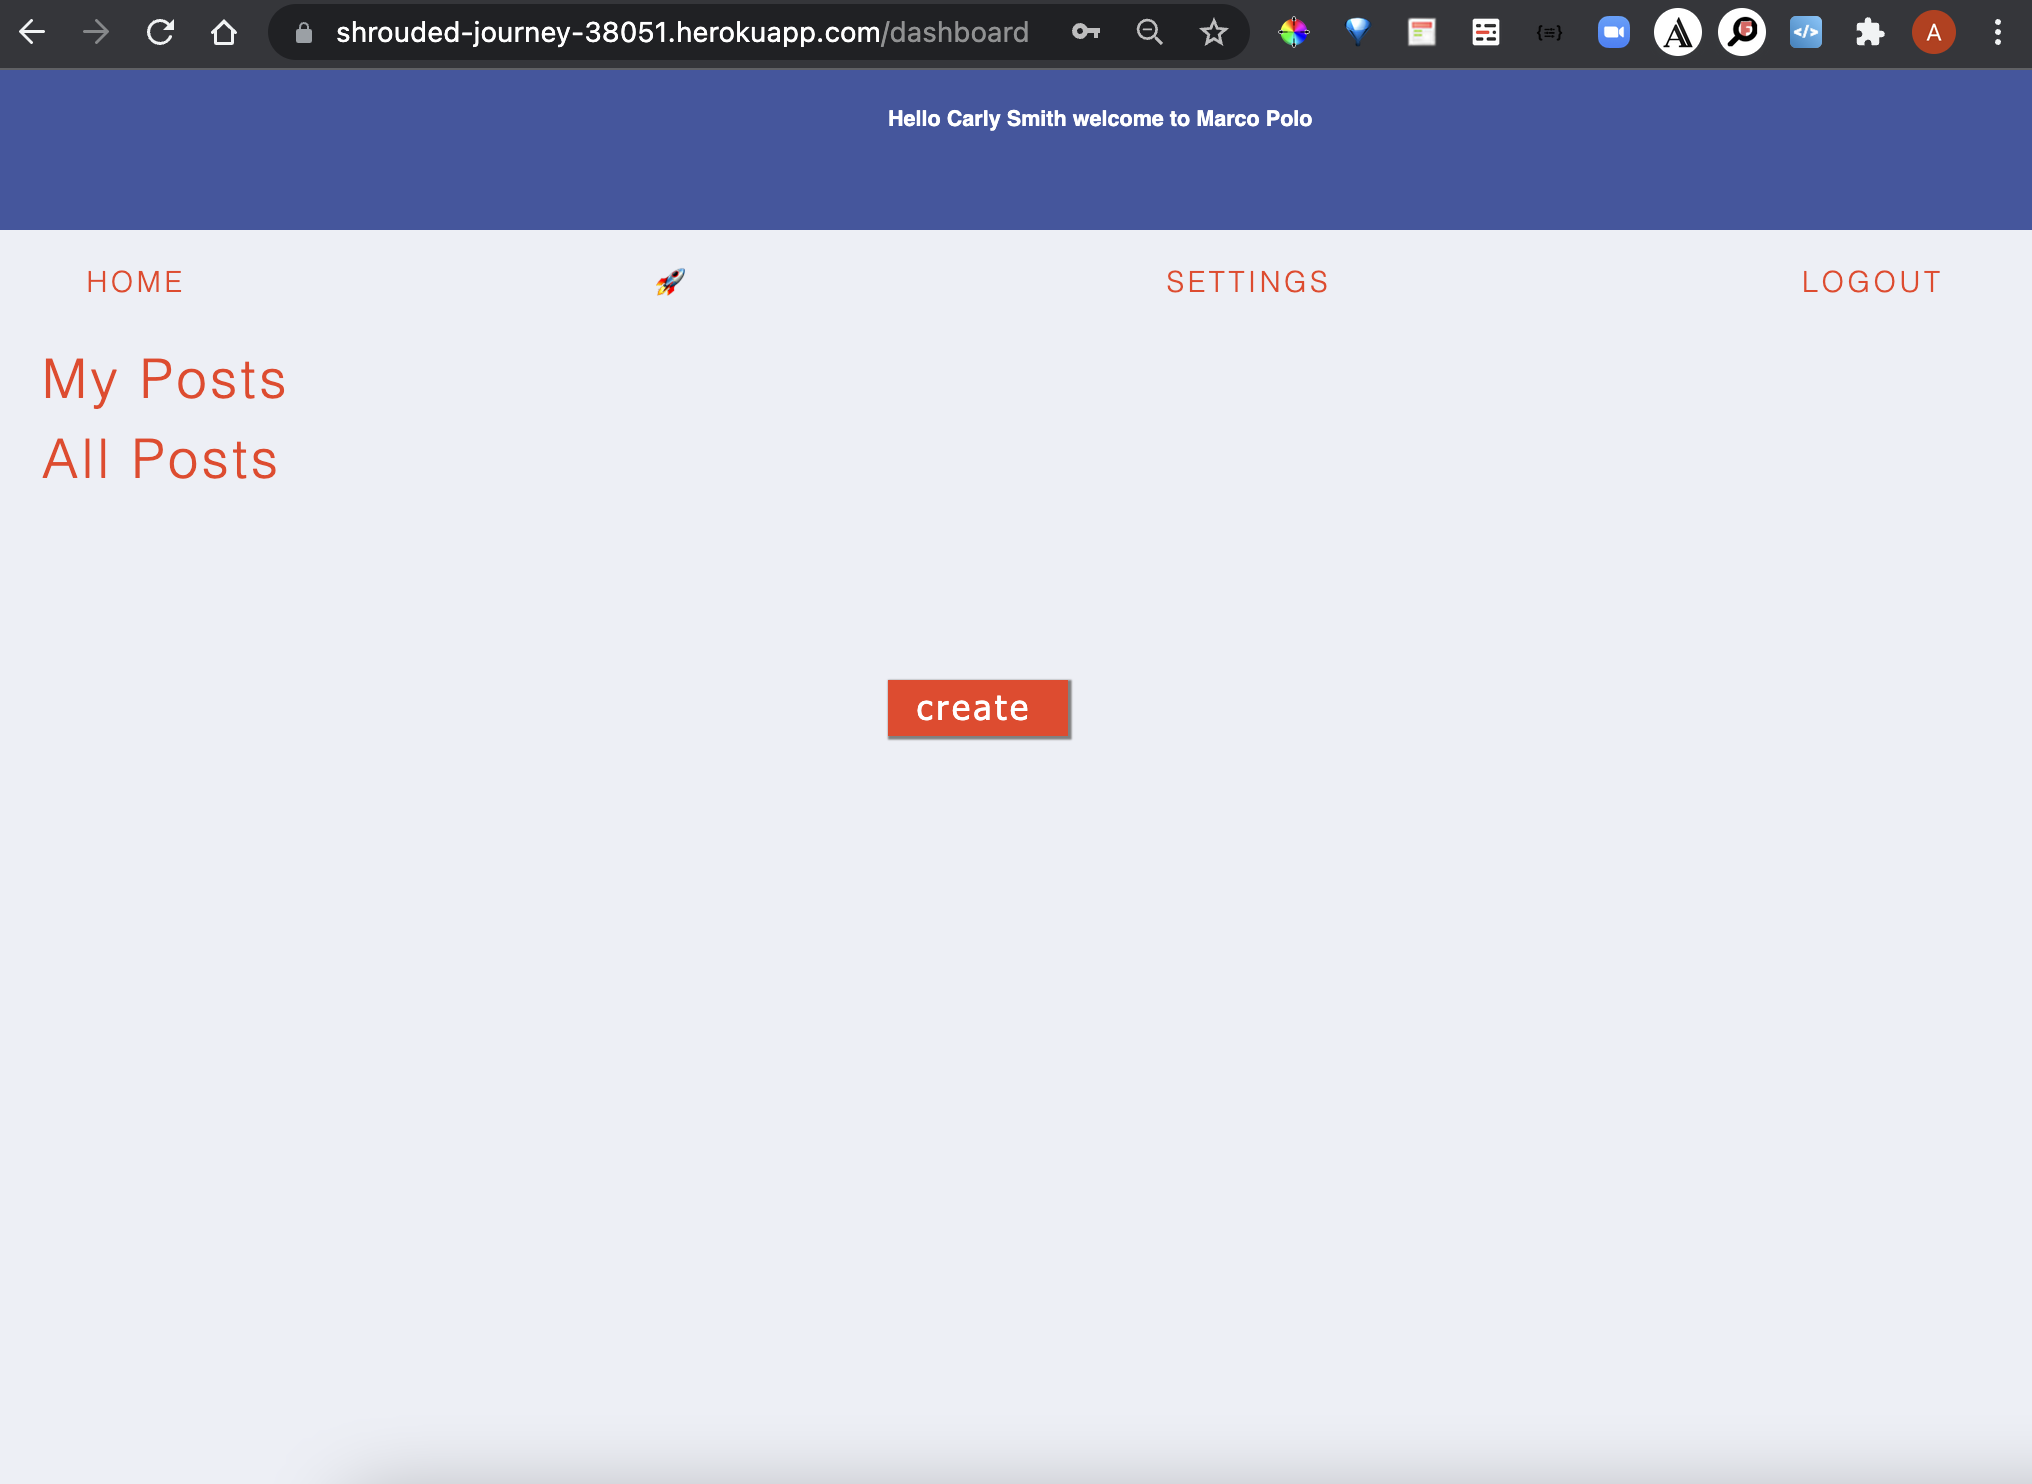 shrouded-journey-38051.herokuapp.com/dashboard
A
Hello Carly Smith welcome to Marco Polo
HOME 🚀 SETTINGS LOGOUT
My Posts
All Posts
create